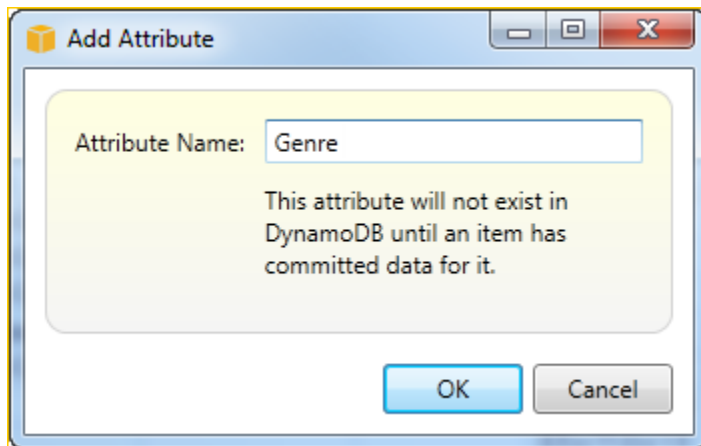 Add Attribute
Attribute Name: Genre
This attribute will not exist in
DynamoDB until an item has
committed data for it.
OK Cancel